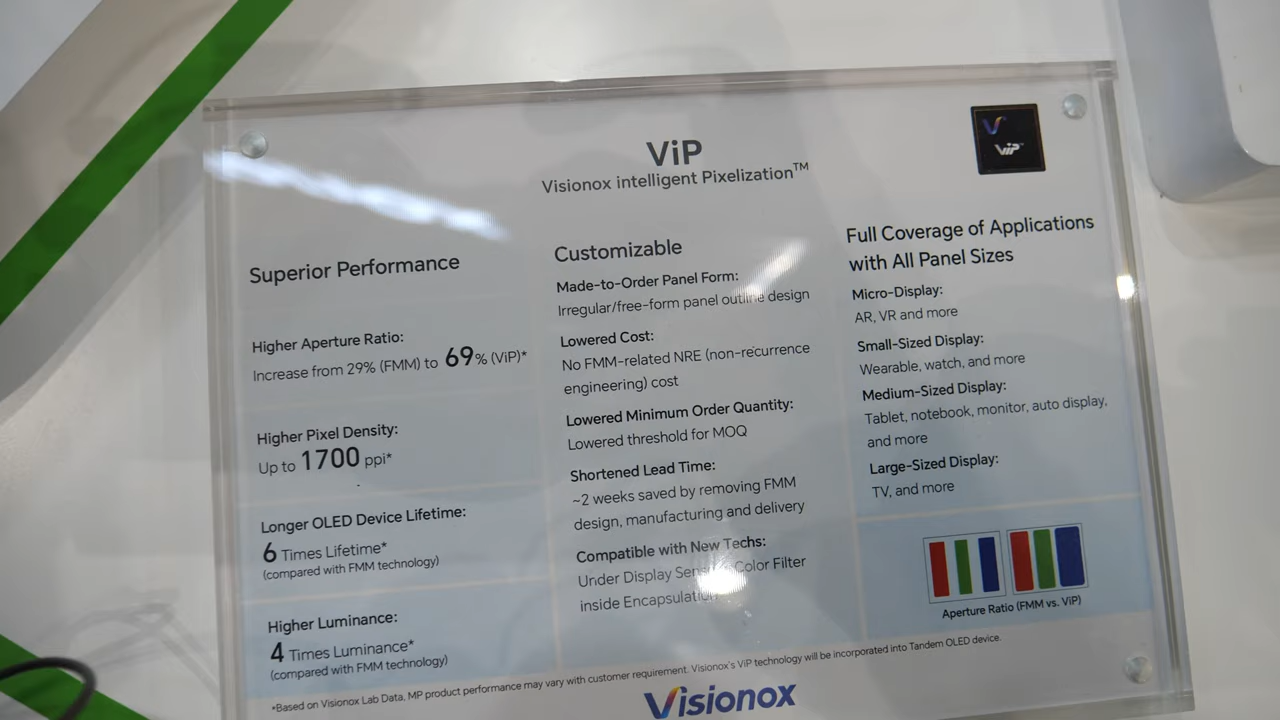 ViP
Visionox intelligent Pixelization™
V
ViP
Superior Performance
Higher Aperture Ratio:
Increase from 29% (FMM) to 69% (ViP)*
Higher Pixel Density:
Up to 1700 ppi*
Longer OLED Device Lifetime:
6 Times Lifetime*
(compared with FMM technology)
Higher Luminance:
4 Times Luminance*
(compared with FMM technology)
Customizable
Made-to-Order Panel Form:
Irregular/free-form panel outline design
Lowered Cost:
No FMM-related NRE (non-recurrence
engineering) cost
Lowered Minimum Order Quantity:
Lowered threshold for MOQ
Shortened Lead Time:
~2 weeks saved by removing FMM
design, manufacturing and delivery
Compatible with New Techs:
Under Display Color Filter
inside Encapsulation
Full Coverage of Applications
with All Panel Sizes
Micro-Display:
AR, VR and more
Small-Sized Display:
Wearable, watch, and more
Medium-Sized Display:
Tablet, notebook, monitor, auto display,
and more
Large-Sized Display:
TV, and more
Aperture Ratio (FMM vs. ViP)
*Based on Visionox Lab Data. MP product performance may vary with customer requirement. Visionox's ViP technology will be incorporated into Tandem OLED device.
Visionox